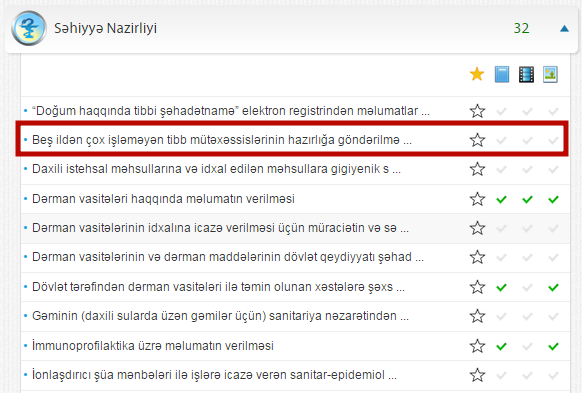 Səhiyyə Nazirliyi 32
• “Doğum haqqında tibbi şəhadətnamə” elektron registrindən məlumatlar ...
• Beş ildən çox işləməyən tibb mütəxəssislərinin hazırlığa göndərilmə ...
• Daxili istehsal məhsullarına və idxal edilən məhsullara gigiyenik s ...
• Dərman vasitələri haqqında məlumatın verilməsi
• Dərman vasitələrinin idxalına icazə verilməsi üçün müraciətin və sə ...
• Dərman vasitələrinin və dərman maddələrinin dövlət qeydiyyatı şəhad ...
• Dövlət tərəfindən dərman vasitələri ilə təmin olunan xəstələrə şəxs ...
• Gəminin (daxili sularda üzən gəmilər üçün) sanitariya nəzarətindən ...
• İmmunoprofilaktika üzrə məlumatın verilməsi
• İonlaşdırıcı şüa mənbələri ilə işlərə icazə verən sanitar-epidemiol ...